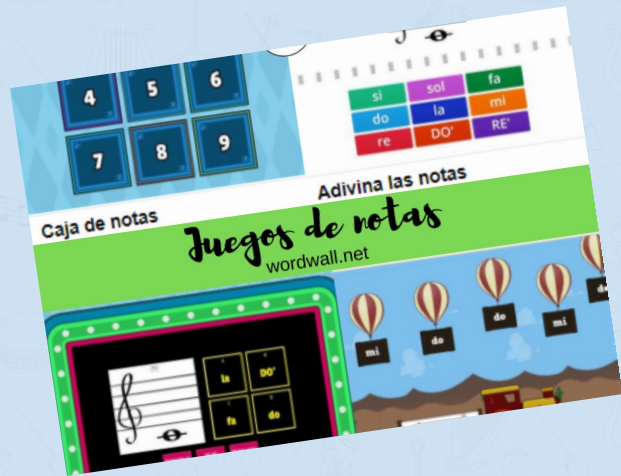 4 5 6
7 8 9
si sol fa
do la mi
re DO' RE'
Caja de notas
Adivina las notas
Juegos de notas
wordwall.net
mi do do mi
la DO'
fa do